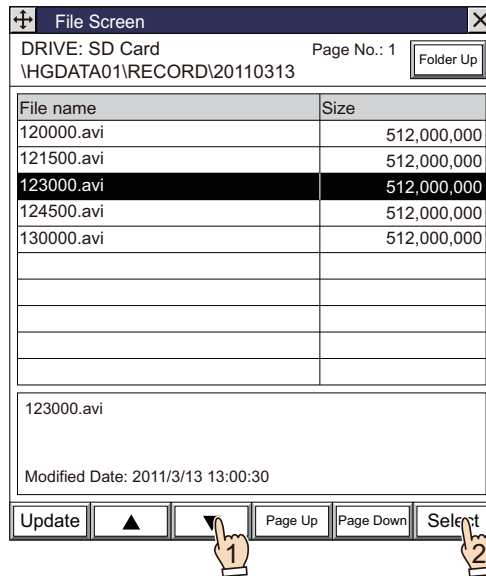 File Screen
DRIVE: SD Card Page No.: 1
Folder Up
\HGDATA01\RECORD\20110313
File name Size
120000.avi 512,000,000
121500.avi 512,000,000
123000.avi 512,000,000
124500.avi 512,000,000
130000.avi 512,000,000
123000.avi
Modified Date: 2011/3/13 13:00:30
Update ▲ ▼ Page Up Page Down Select
1 2